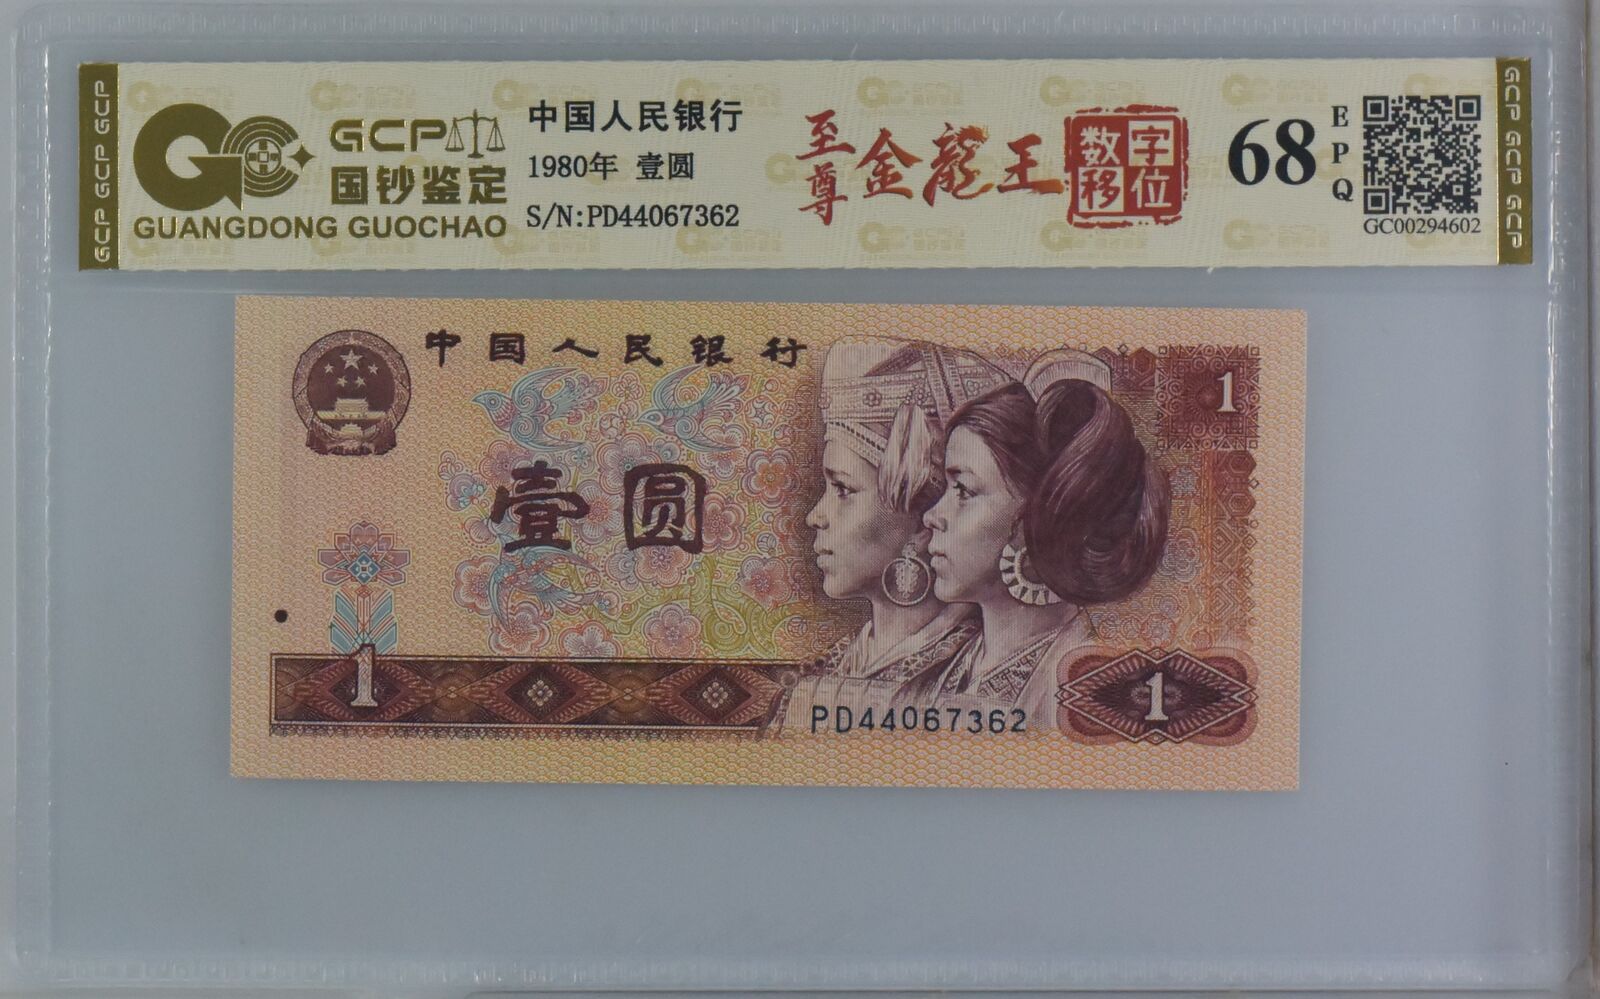 GCP GCP GCP
GCP
国钞鉴定
GUANGDONG GUOCHAO
中国人民银行
1980年 壹圆
S/N:PD44067362
至尊
金龍王
数字
移位
68
EPQ
GC00294602
GCP GCP GCP
中国人民银行
1
壹圆
1
PD44067362
1